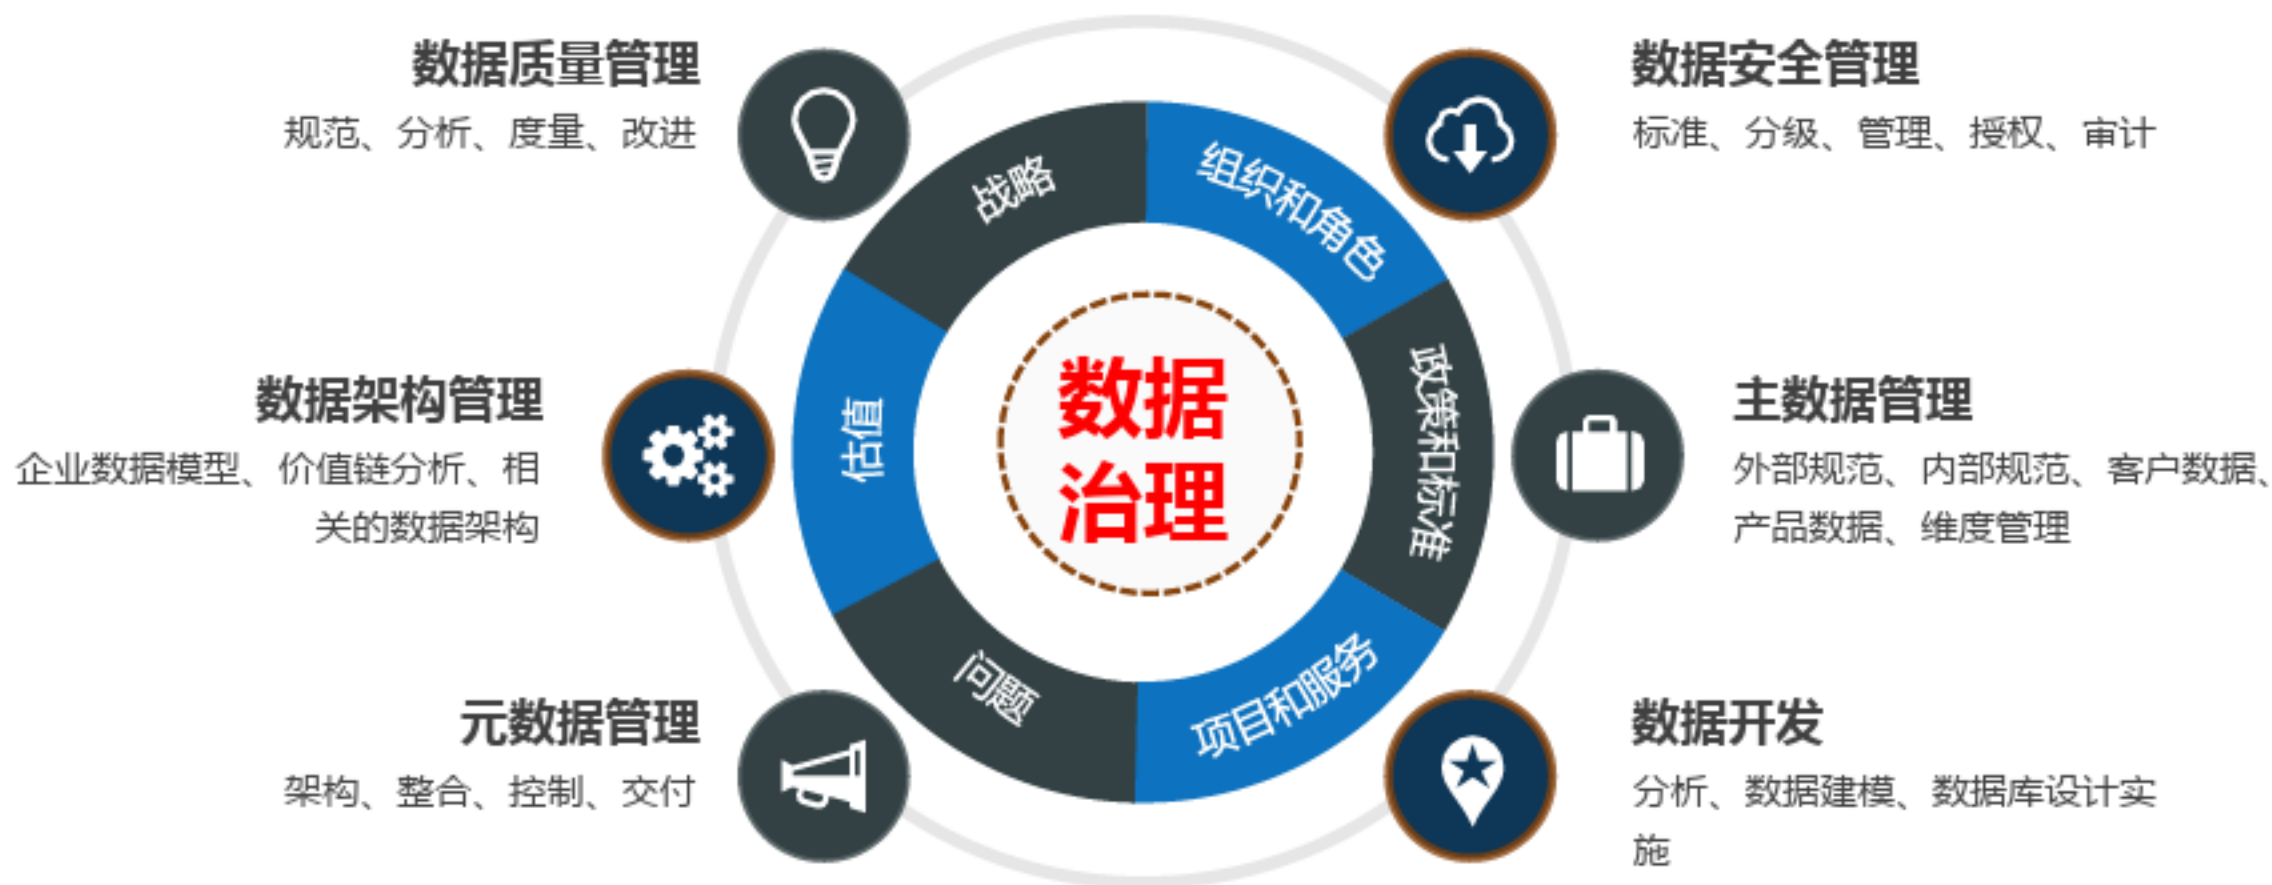 数据质量管理
规范、分析、度量、改进
数据安全管理
标准、分级、管理、授权、审计
战略
组织和角色
数据架构管理
企业数据模型、价值链分析、相
关的数据架构
估值
数据
治理
政策和标准
主数据管理
外部规范、内部规范、客户数据、
产品数据、维度管理
问题
项目和服务
元数据管理
架构、整合、控制、交付
数据开发
分析、数据建模、数据库设计实
施